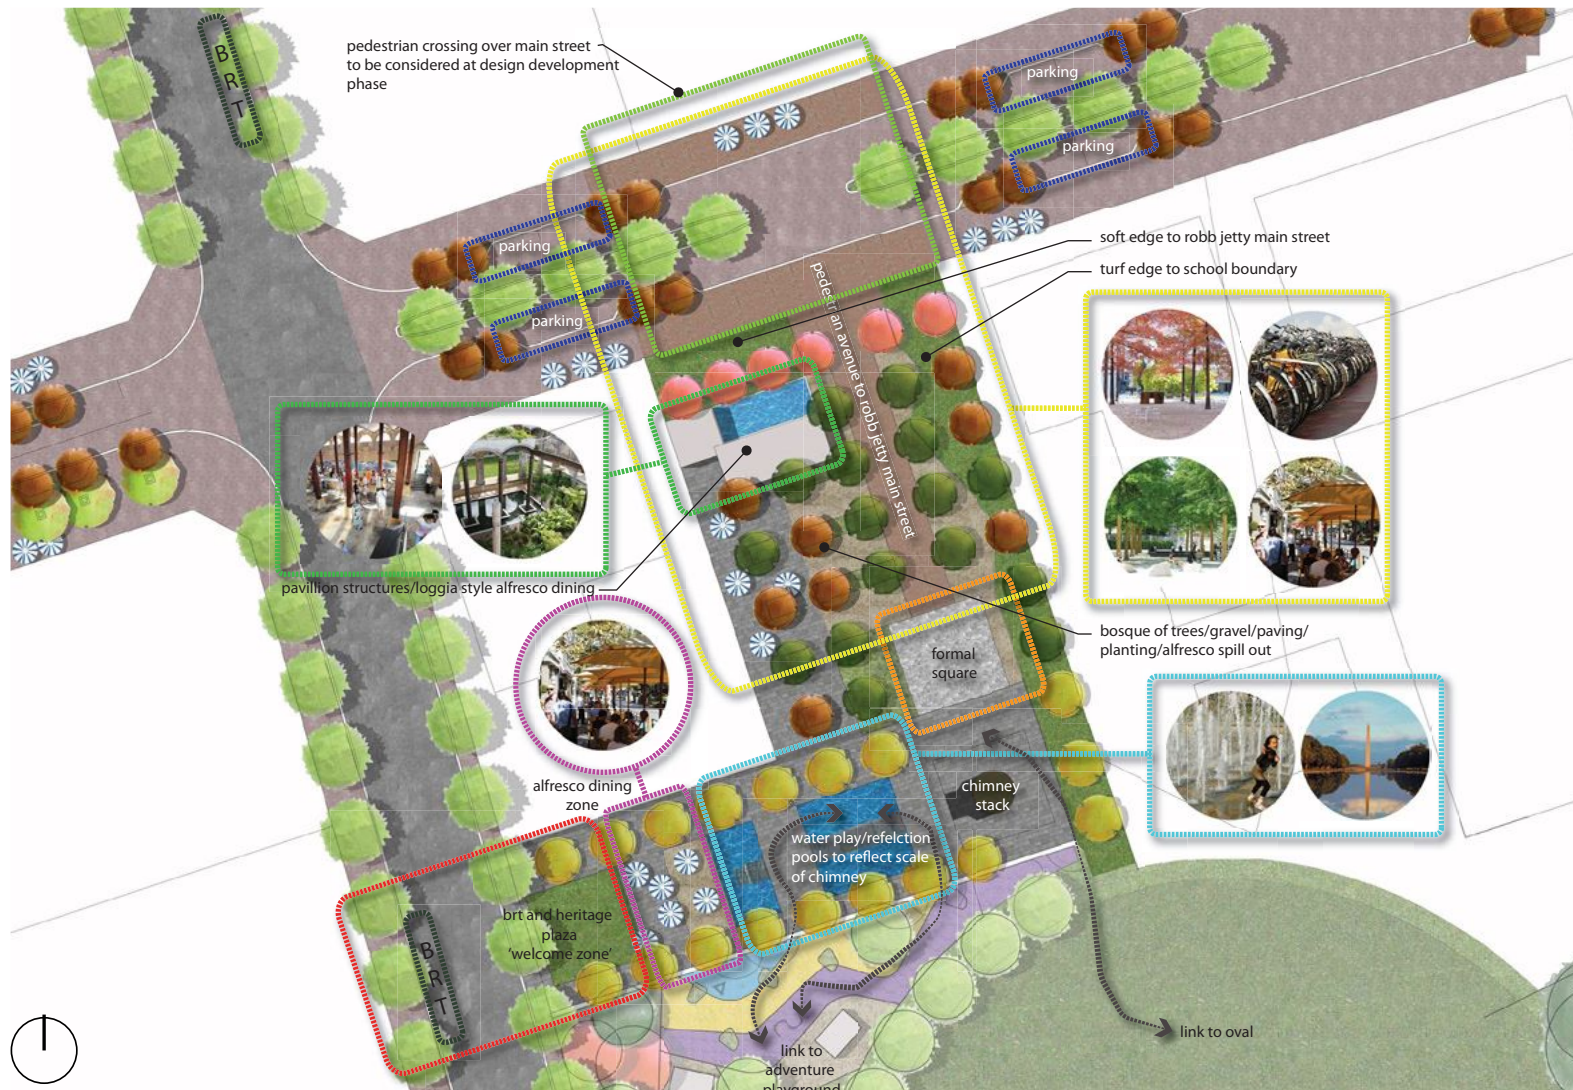 B
R
T
pedestrian crossing over main street
to be considered at design development
phase
parking
parking
parking
parking
soft edge to robb jetty main street
turf edge to school boundary
pedestrian avenue to robb jetty main street
pavillion structures/loggia style alfresco dining
bosque of trees/gravel/paving/
planting/alfresco spill out
formal
square
alfresco dining
zone
chimney
stack
water play/refelction
pools to reflect scale
of chimney
brt and heritage
plaza
'welcome zone'
B
R
T
link to oval
link to
adventure
playground